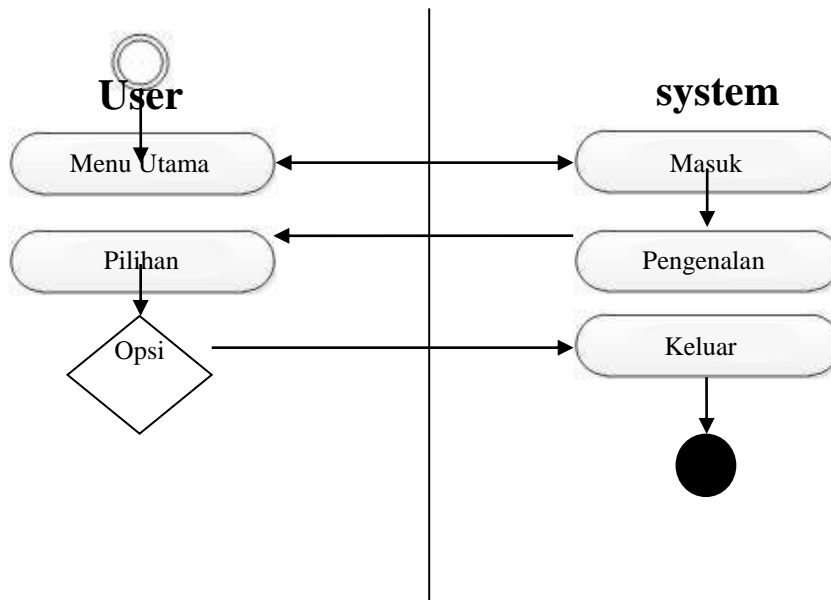 User
system
Menu Utama
Masuk
Pilihan
Pengenalan
Opsi
Keluar